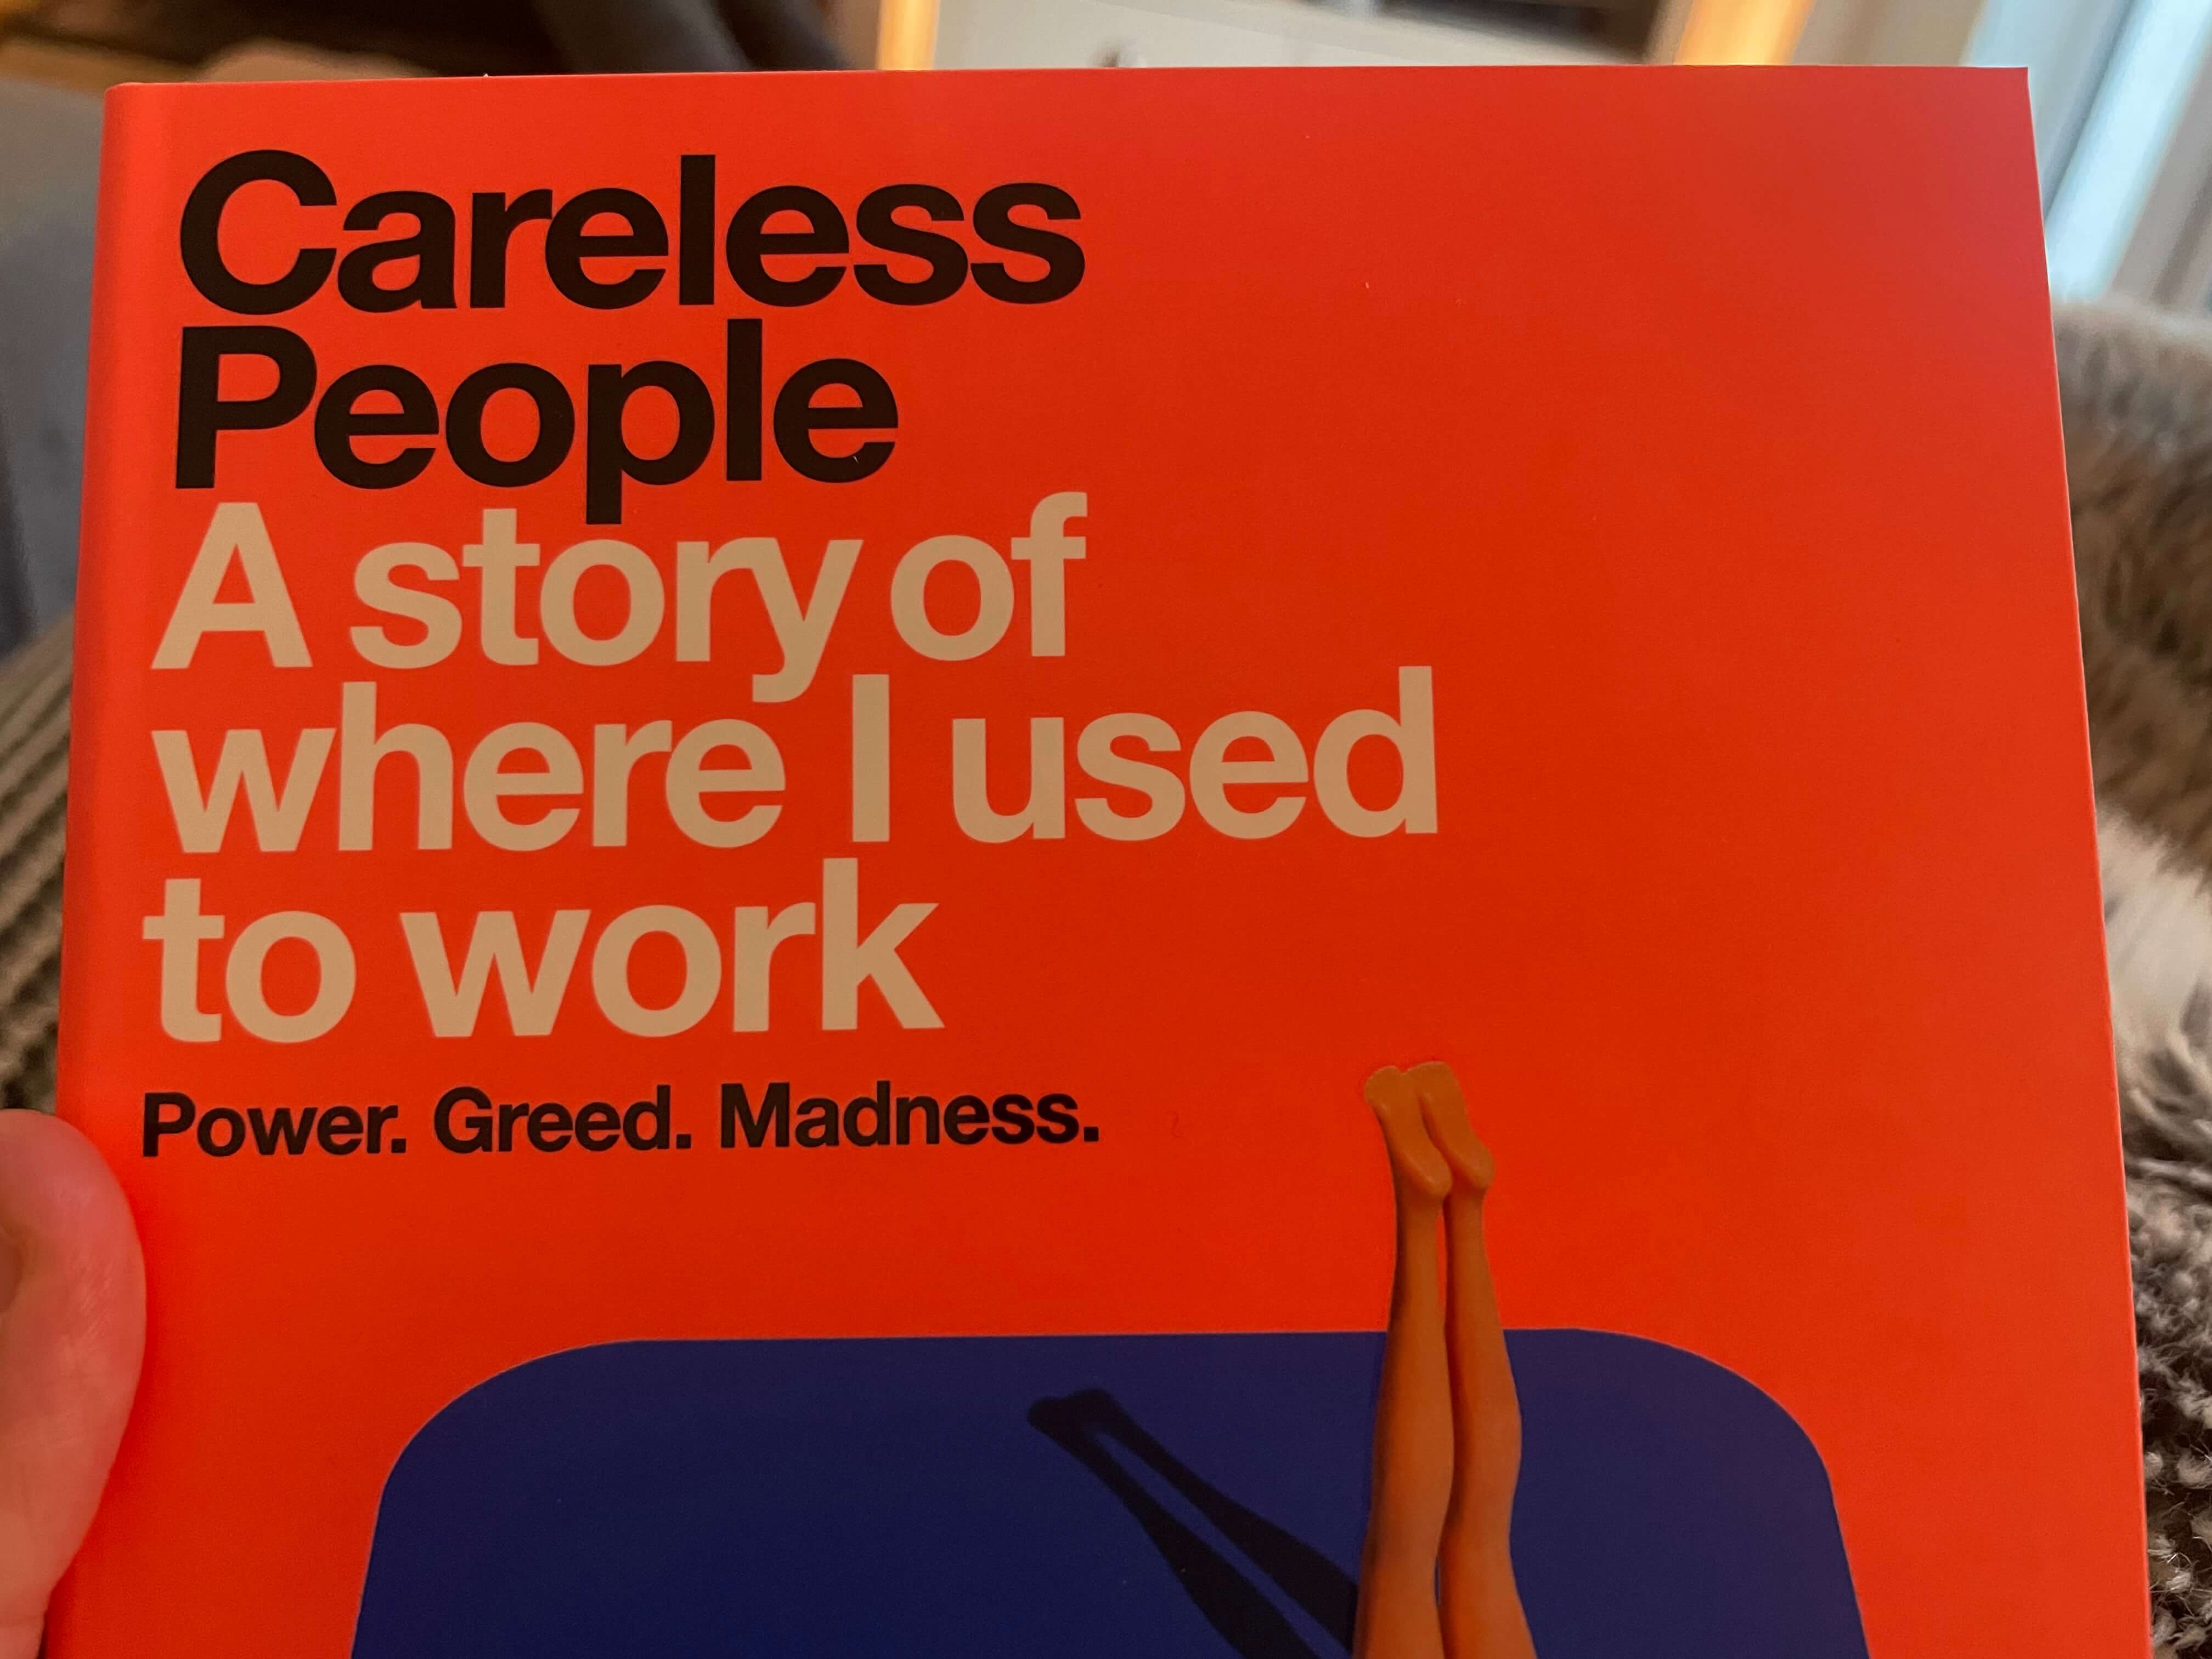 Careless
People
A story of
where I used
to work
Power. Greed. Madness.